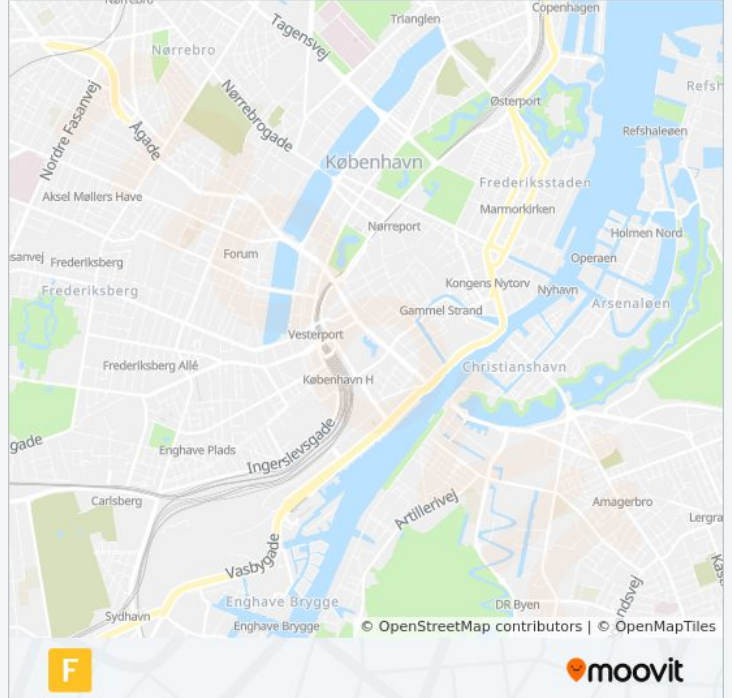 Nørrebro
Copenhagen
Trianglen
Tagensvej
Nørrebro
Nordre Fasanvej
Nørrebrogade
Østerport
Refsh
Ågade
Refshaleøen
København
Frederiksstaden
Aksel Møllers Have
Marmorkirken
Nørreport
Holmen Nord
sanvej
Frederiksberg
Forum
Operaen
Frederiksberg
Kongens Nytorv
Nyhavn
Arsenaløen
Gammel Strand
Vesterport
Frederiksberg Allé
Christianshavn
København H
gade
Enghave Plads
Ingerslevsgade
Carlsberg
Artillerivej
Amagerbro
Lergra
Vasbygade
Kas
ndsvej
Enghave Brygge
DR Byen
Sydhavn
Enghave Brygge
© OpenStreetMap contributors | © OpenMapTiles
F
moovit